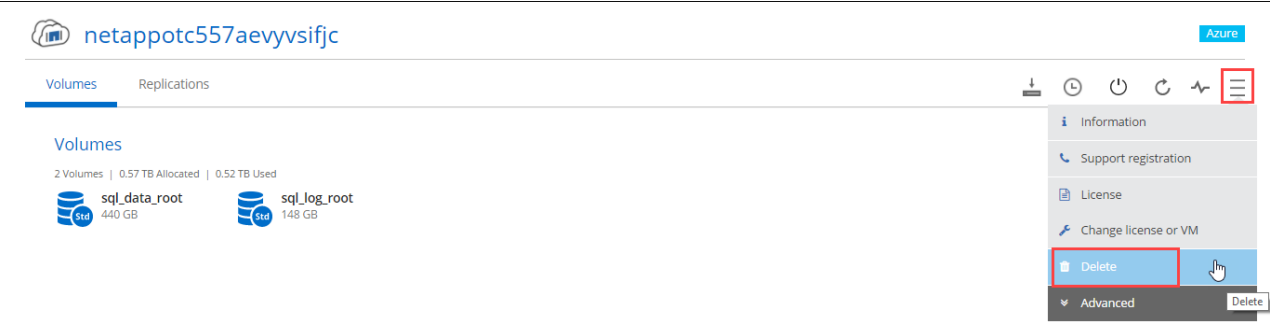 netappotc557aevyvsifjc
Azure
Volumes Replications
Information
Support registration
License
Change license or VM
Delete
Advanced
Delete
Volumes
2 Volumes | 0.57 TB Allocated | 0.52 TB Used
sql_data_root
Std 440 GB
sql_log_root
Std 148 GB